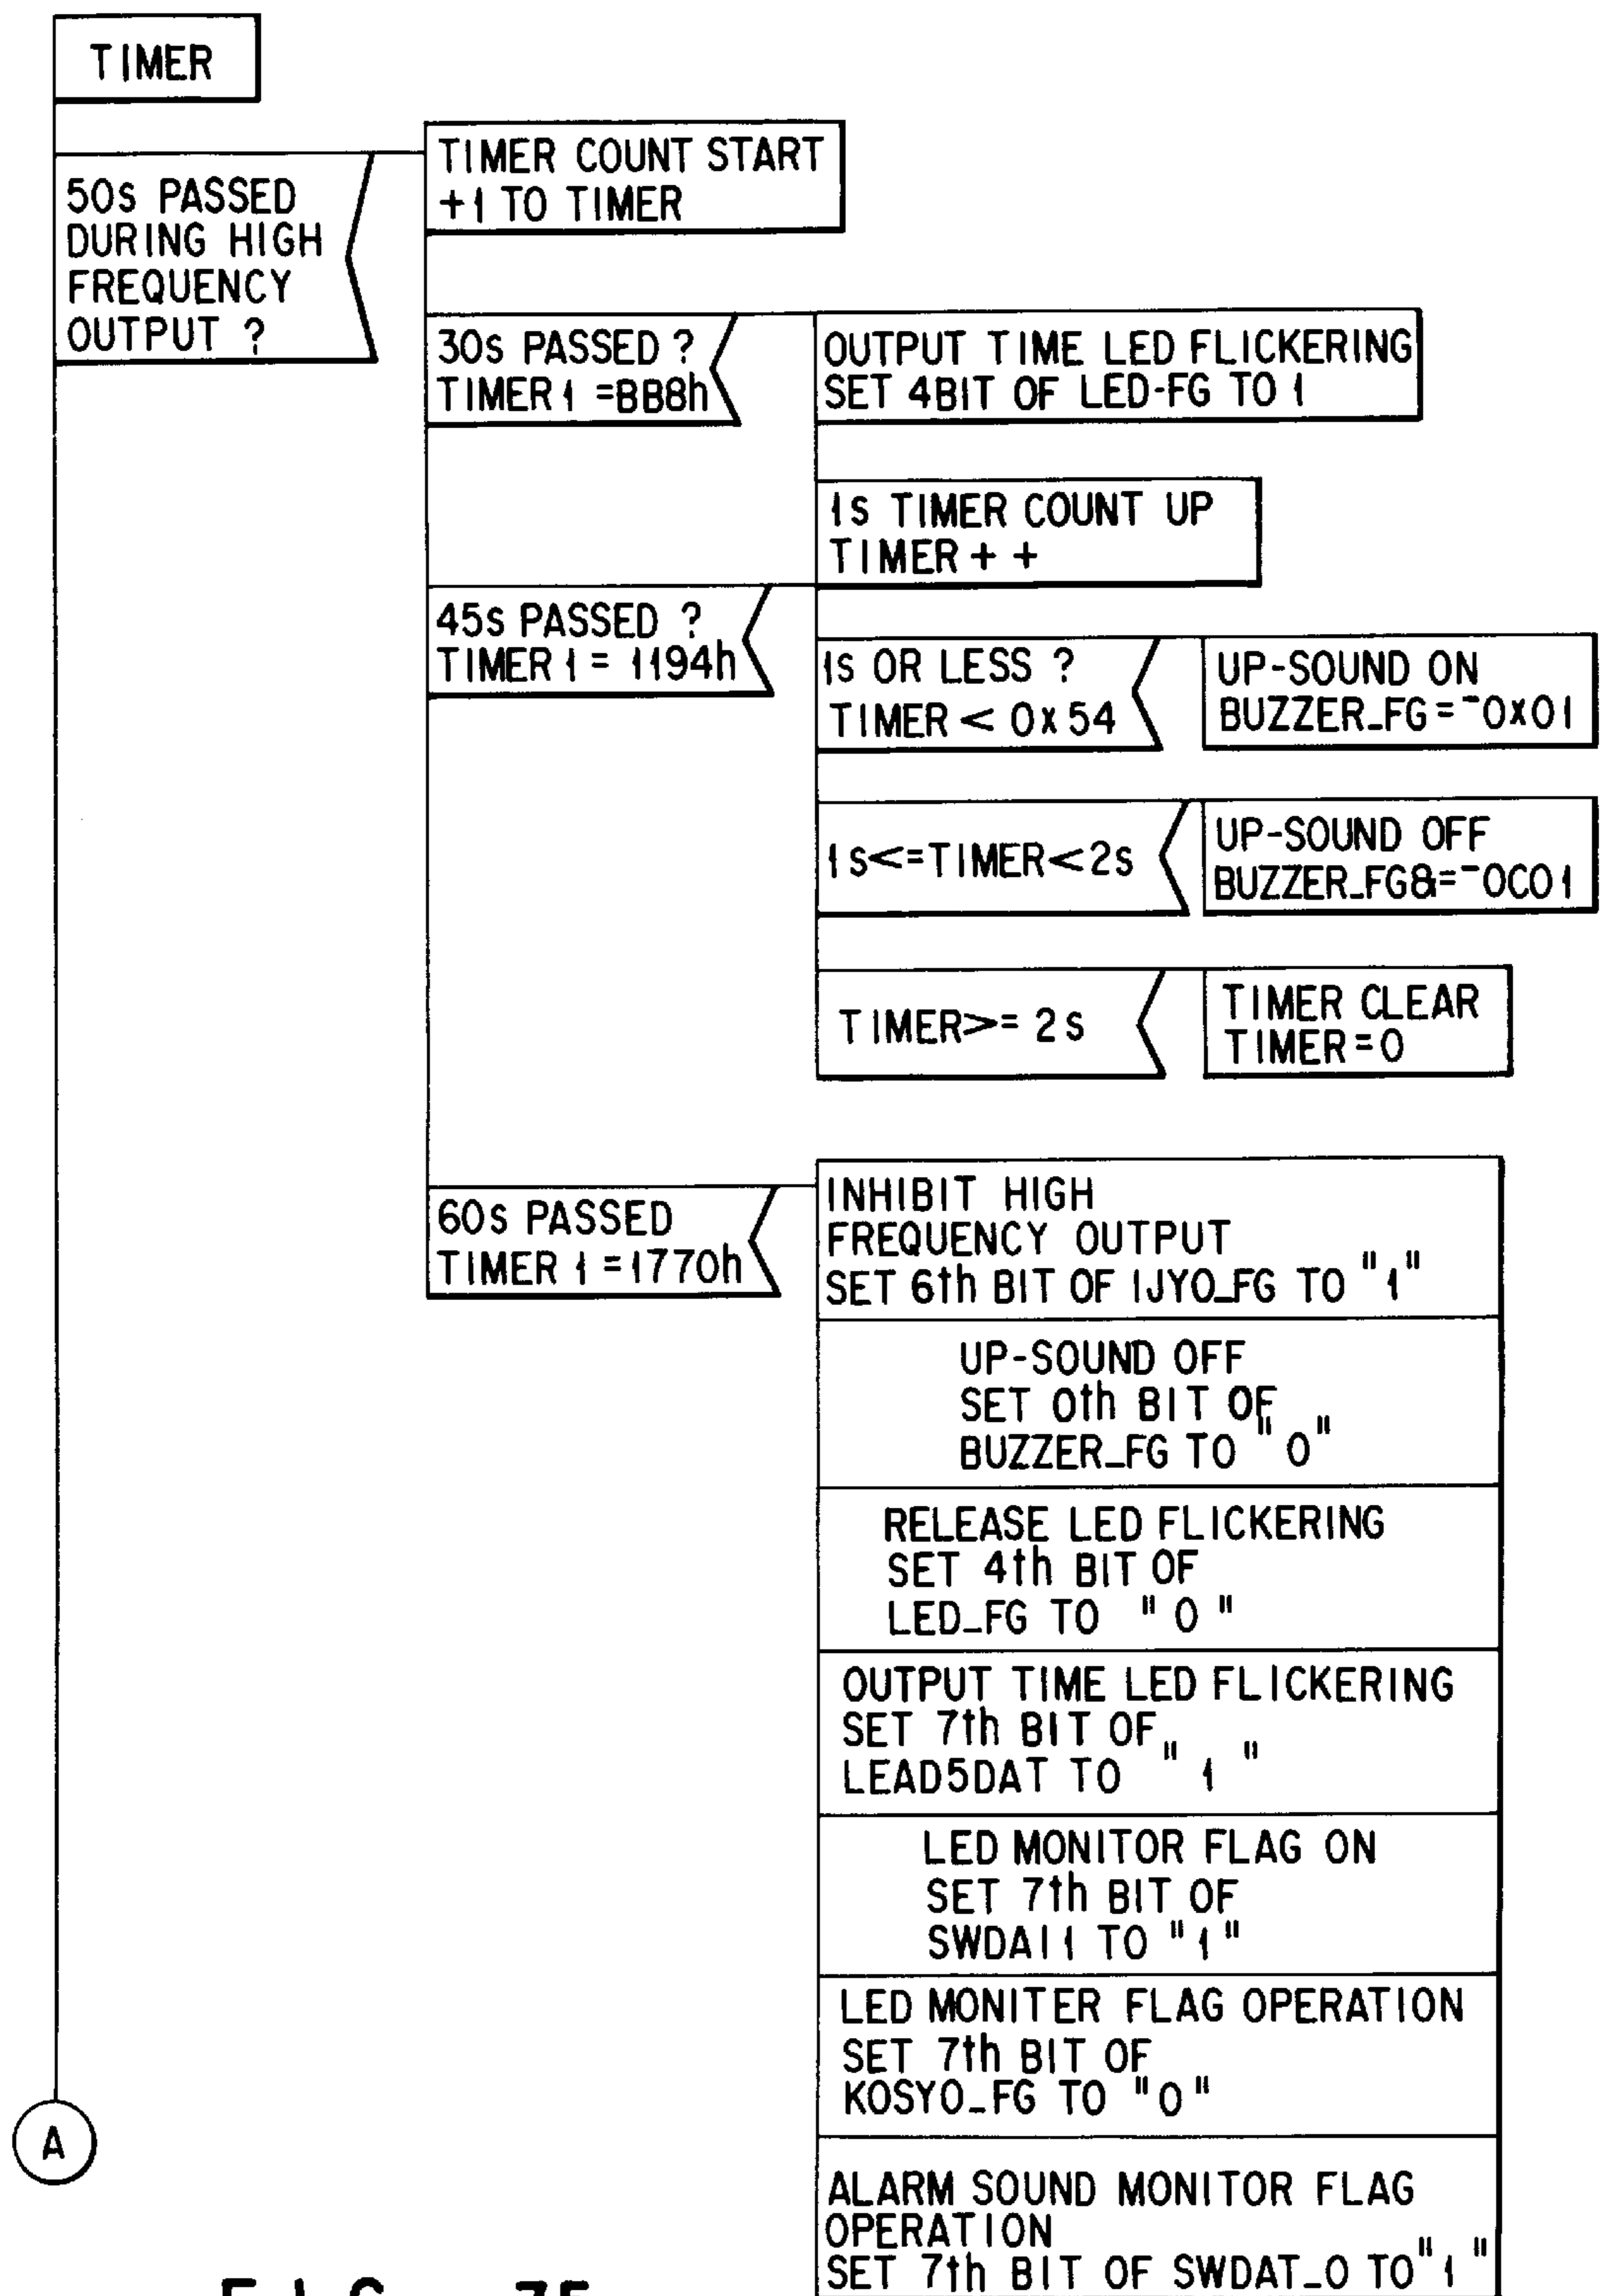 TIMER
50s PASSED
DURING HIGH
FREQUENCY
OUTPUT ?
TIMER COUNT START
+1 TO TIMER
30s PASSED ?
TIMER 1 =BB8h
OUTPUT TIME LED FLICKERING
SET 4BIT OF LED-FG TO 1
1S TIMER COUNT UP
TIMER + +
45s PASSED ?
TIMER 1 = 1194h
1S OR LESS ?
TIMER < 0x54
UP-SOUND ON
BUZZER_FG=¯0X01
1s<=TIMER<2s
UP-SOUND OFF
BUZZER_FG&=¯0C01
TIMER>= 2s
TIMER CLEAR
TIMER=0
60s PASSED
TIMER 1 =1770h
INHIBIT HIGH
FREQUENCY OUTPUT
SET 6th BIT OF IJYO_FG TO "1"
UP-SOUND OFF
SET 0th BIT OF
BUZZER_FG TO "0"
RELEASE LED FLICKERING
SET 4th BIT OF
LED_FG TO "0"
OUTPUT TIME LED FLICKERING
SET 7th BIT OF
LEAD5DAT TO "1"
LED MONITOR FLAG ON
SET 7th BIT OF
SWDAI1 TO "1"
LED MONITER FLAG OPERATION
SET 7th BIT OF
KOSYO_FG TO "0"
ALARM SOUND MONITOR FLAG
OPERATION
SET 7th BIT OF SWDAT_0 TO "1"
A